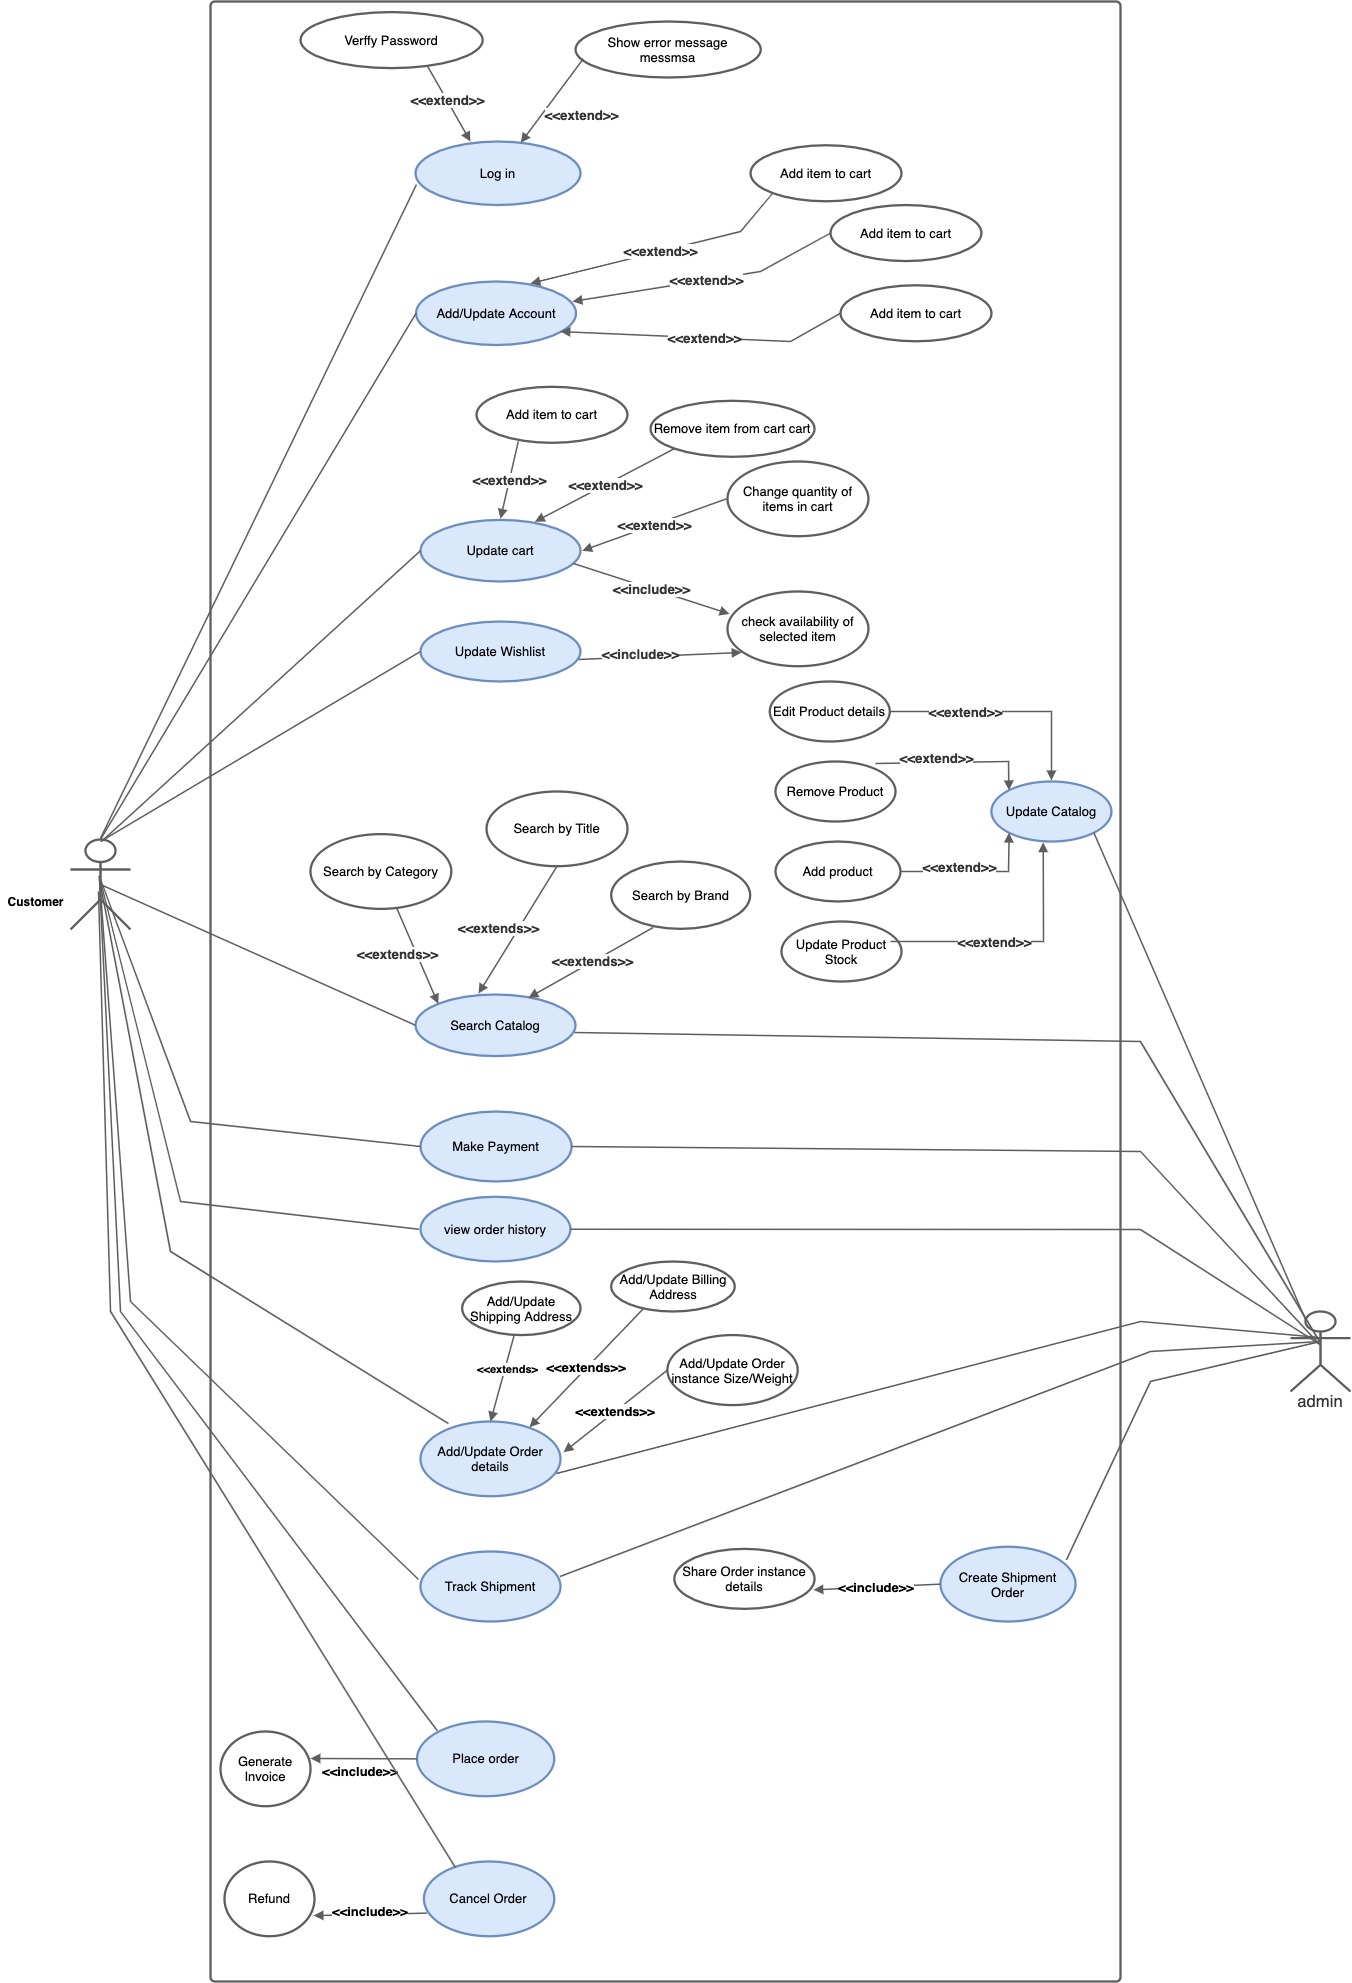 Verffy Password
Show error message
messmsa
<<extend>>
<<extend>>
Log in
Add item to cart
Add item to cart
<<extend>>
<<extend>>
Add/Update Account
Add item to cart
<<extend>>
Add item to cart
Remove item from cart cart
<<extend>>
<<extend>>
Change quantity of
items in cart
<<extend>>
Update cart
<<include>>
check availability of
selected item
Update Wishlist
<<include>>
Edit Product details
<<extend>>
<<extend>>
Remove Product
Update Catalog
Search by Title
Search by Category
Add product
<<extend>>
Search by Brand
Customer
<<extends>>
<<extends>>
<<extends>>
Update Product
Stock
<<extend>>
Search Catalog
Make Payment
view order history
Add/Update
Shipping Address
Add/Update Billing
Address
<<extends>
<<extends>>
Add/Update Order
instance Size/Weight
<<extends>>
admin
Add/Update Order
details
Track Shipment
Share Order instance
details
<<include>>
Create Shipment
Order
Generate
Invoice
<<include>>
Place order
Refund
<<include>>
Cancel Order